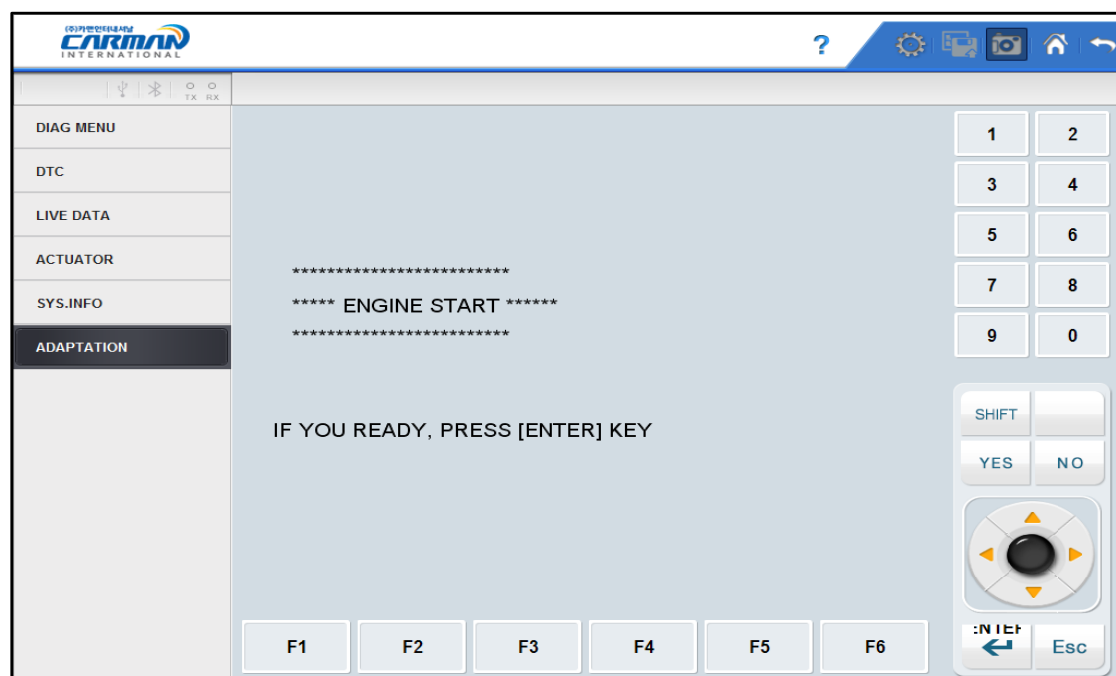 (주)카맨인터내셔날
CARMAN
INTERNATIONAL
?
TX RX
DIAG MENU
DTC
LIVE DATA
ACTUATOR
SYS.INFO
ADAPTATION
*************************
***** ENGINE START ******
*************************
IF YOU READY, PRESS [ENTER] KEY
1 2
3 4
5 6
7 8
9 0
SHIFT
YES NO
F1 F2 F3 F4 F5 F6
ENTER Esc